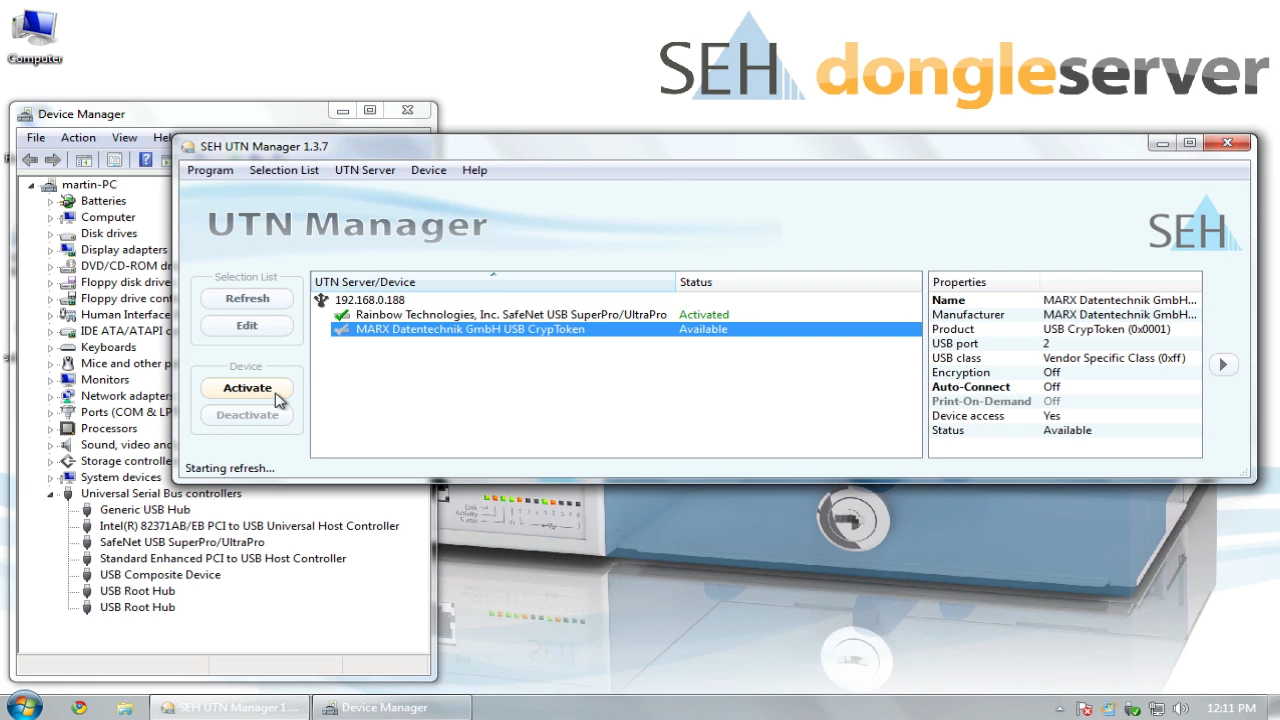 Computer
SEH dongleserver
Device Manager
File Action View Hel
martin-PC
Batteries
Computer
Disk drives
Display adapters
DVD/CD-ROM d
Floppy disk drive
Floppy drive con
Human Interface
IDE ATA/ATAPI c
Keyboards
Mice and other p
Monitors
Network adapter
Ports (COM & LP
Processors
Sound, video and
Storage controlle
System devices
Universal Serial Bus controllers
Generic USB Hub
Intel(R) 82371AB/EB PCI to USB Universal Host Controller
SafeNet USB SuperPro/UltraPro
Standard Enhanced PCI to USB Host Controller
USB Composite Device
USB Root Hub
USB Root Hub
SEH UTN Manager 1.3.7
Program Selection List UTN Server Device Help
UTN Manager
SEH
Selection List
Refresh
Edit
Device
Activate
Deactivate
Starting refresh...
UTN Server/Device Status
192.168.0.188
Rainbow Technologies, Inc. SafeNet USB SuperPro/UltraPro Activated
MARX Datentechnik GmbH USB CrypToken Available
Properties
Name MARX Datentechnik GmbH...
Manufacturer MARX Datentechnik GmbH...
Product USB CrypToken (0x0001)
USB port 2
USB class Vendor Specific Class (0xff)
Encryption Off
Auto-Connect Off
Print-On-Demand Off
Device access Yes
Status Available
SEH UTN Manager 1....
Device Manager
12:11 PM